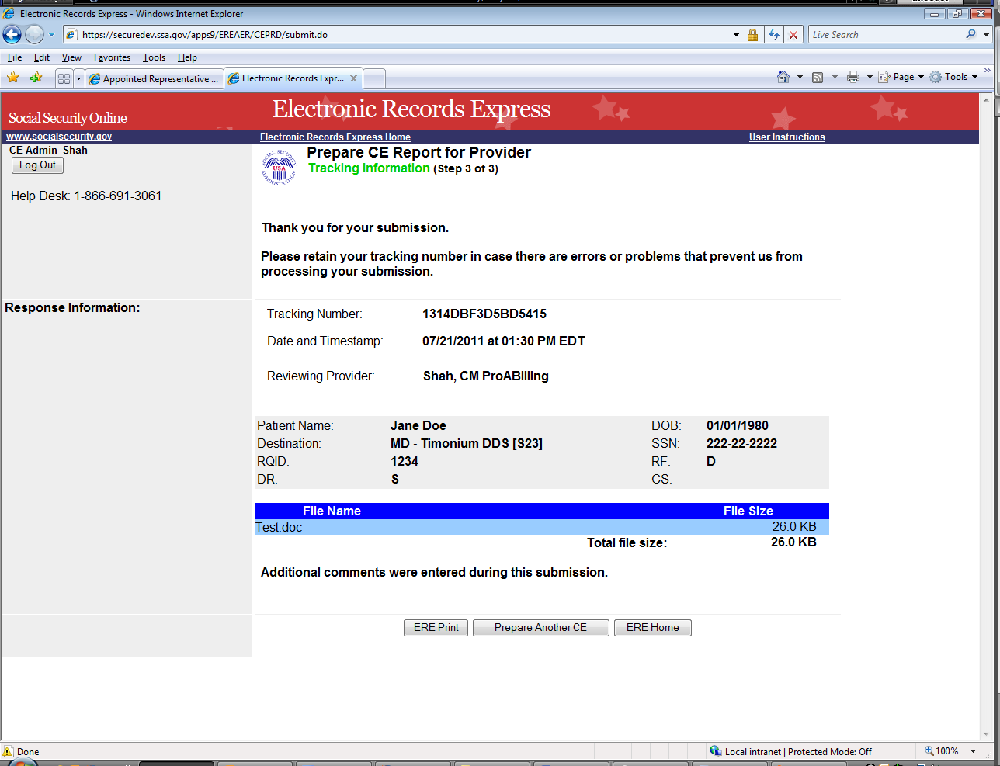 Electronic Records Express - Windows Internet Explorer
https://securedev.ssa.gov/apps9/EREAER/CEPRD/submit.do
Live Search
File Edit View Favorites Tools Help
Appointed Representative ...
Electronic Records Expr...
Page Tools
Social Security Online
Electronic Records Express
www.socialsecurity.gov
Electronic Records Express Home
User Instructions
CE Admin Shah
Log Out
Help Desk: 1-866-691-3061
SOCIAL SECURITY ADMINISTRATION
USA
Prepare CE Report for Provider
Tracking Information (Step 3 of 3)
Thank you for your submission.
Please retain your tracking number in case there are errors or problems that prevent us from
processing your submission.
Response Information:
Tracking Number: 1314DBF3D5BD5415
Date and Timestamp: 07/21/2011 at 01:30 PM EDT
Reviewing Provider: Shah, CM ProABilling
Patient Name: Jane Doe DOB: 01/01/1980
Destination: MD - Timonium DDS [S23] SSN: 222-22-2222
RQID: 1234 RF: D
DR: S CS:
File Name File Size
Test.doc 26.0 KB
Total file size: 26.0 KB
Additional comments were entered during this submission.
ERE Print Prepare Another CE ERE Home
Done
Local intranet | Protected Mode: Off
100%